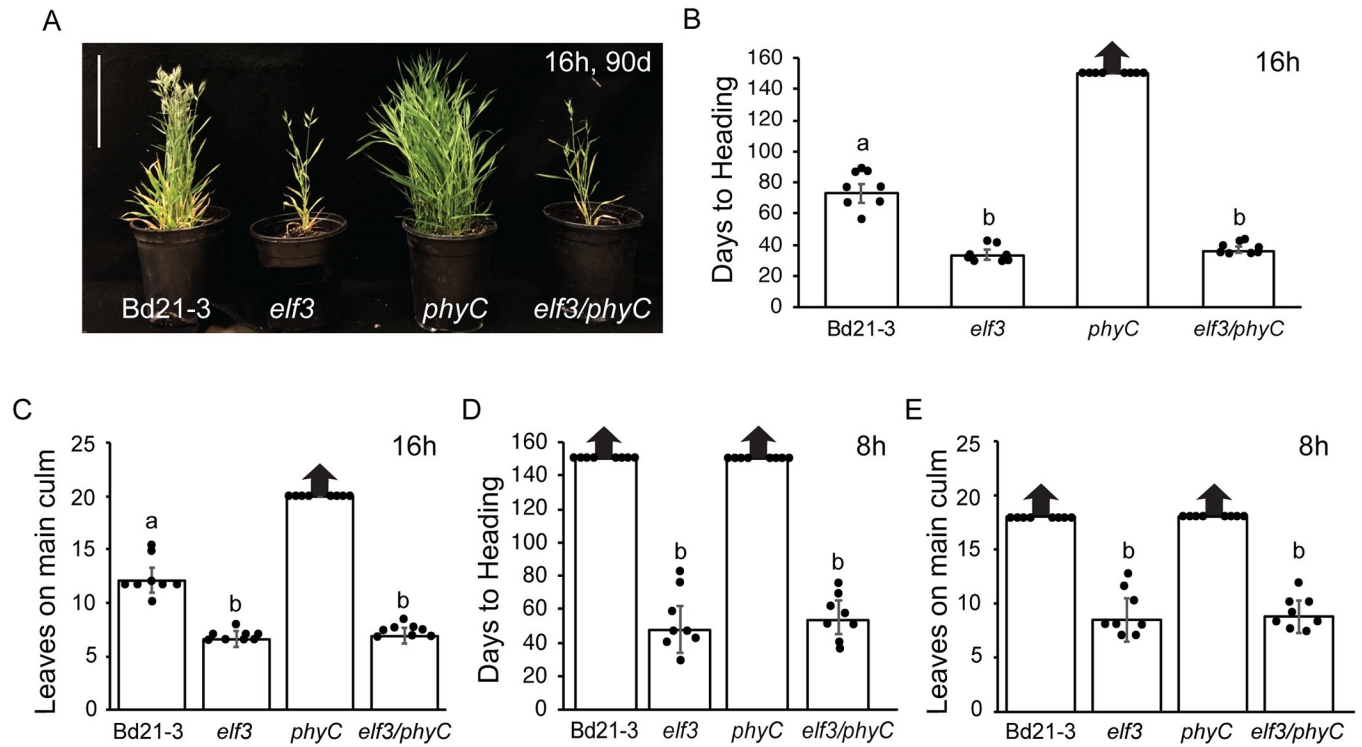 A
16h, 90d
Bd21-3 elf3 phyC elf3/phyC
B
16h
Days to Heading
160
140
120
100
80
60
40
20
0
a
b
b
Bd21-3 elf3 phyC elf3/phyC
C
16h
Leaves on main culm
25
20
15
10
5
0
a
b
b
Bd21-3 elf3 phyC elf3/phyC
D
8h
Days to Heading
160
140
120
100
80
60
40
20
0
b
b
Bd21-3 elf3 phyC elf3/phyC
E
8h
Leaves on main culm
25
20
15
10
5
0
b
b
Bd21-3 elf3 phyC elf3/phyC